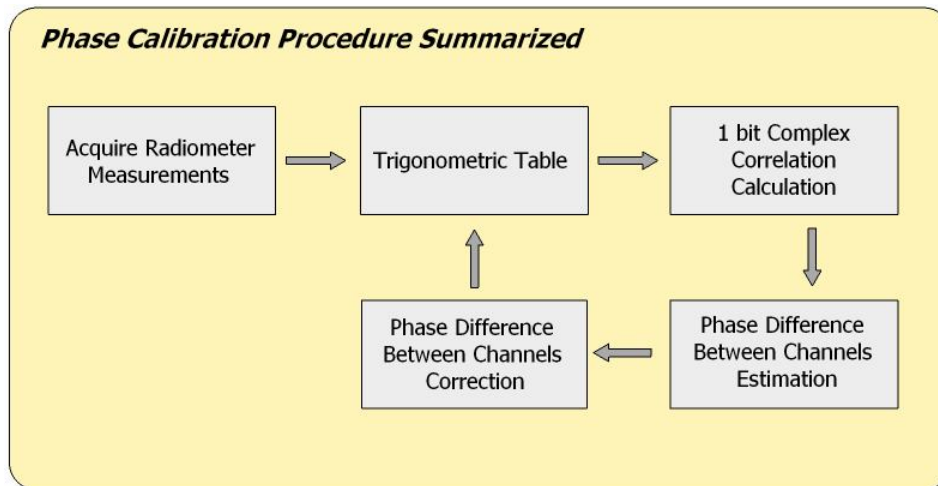 Phase Calibration Procedure Summarized
Acquire Radiometer
Measurements
Trigonometric Table
1 bit Complex
Correlation
Calculation
Phase Difference
Between Channels
Correction
Phase Difference
Between Channels
Estimation